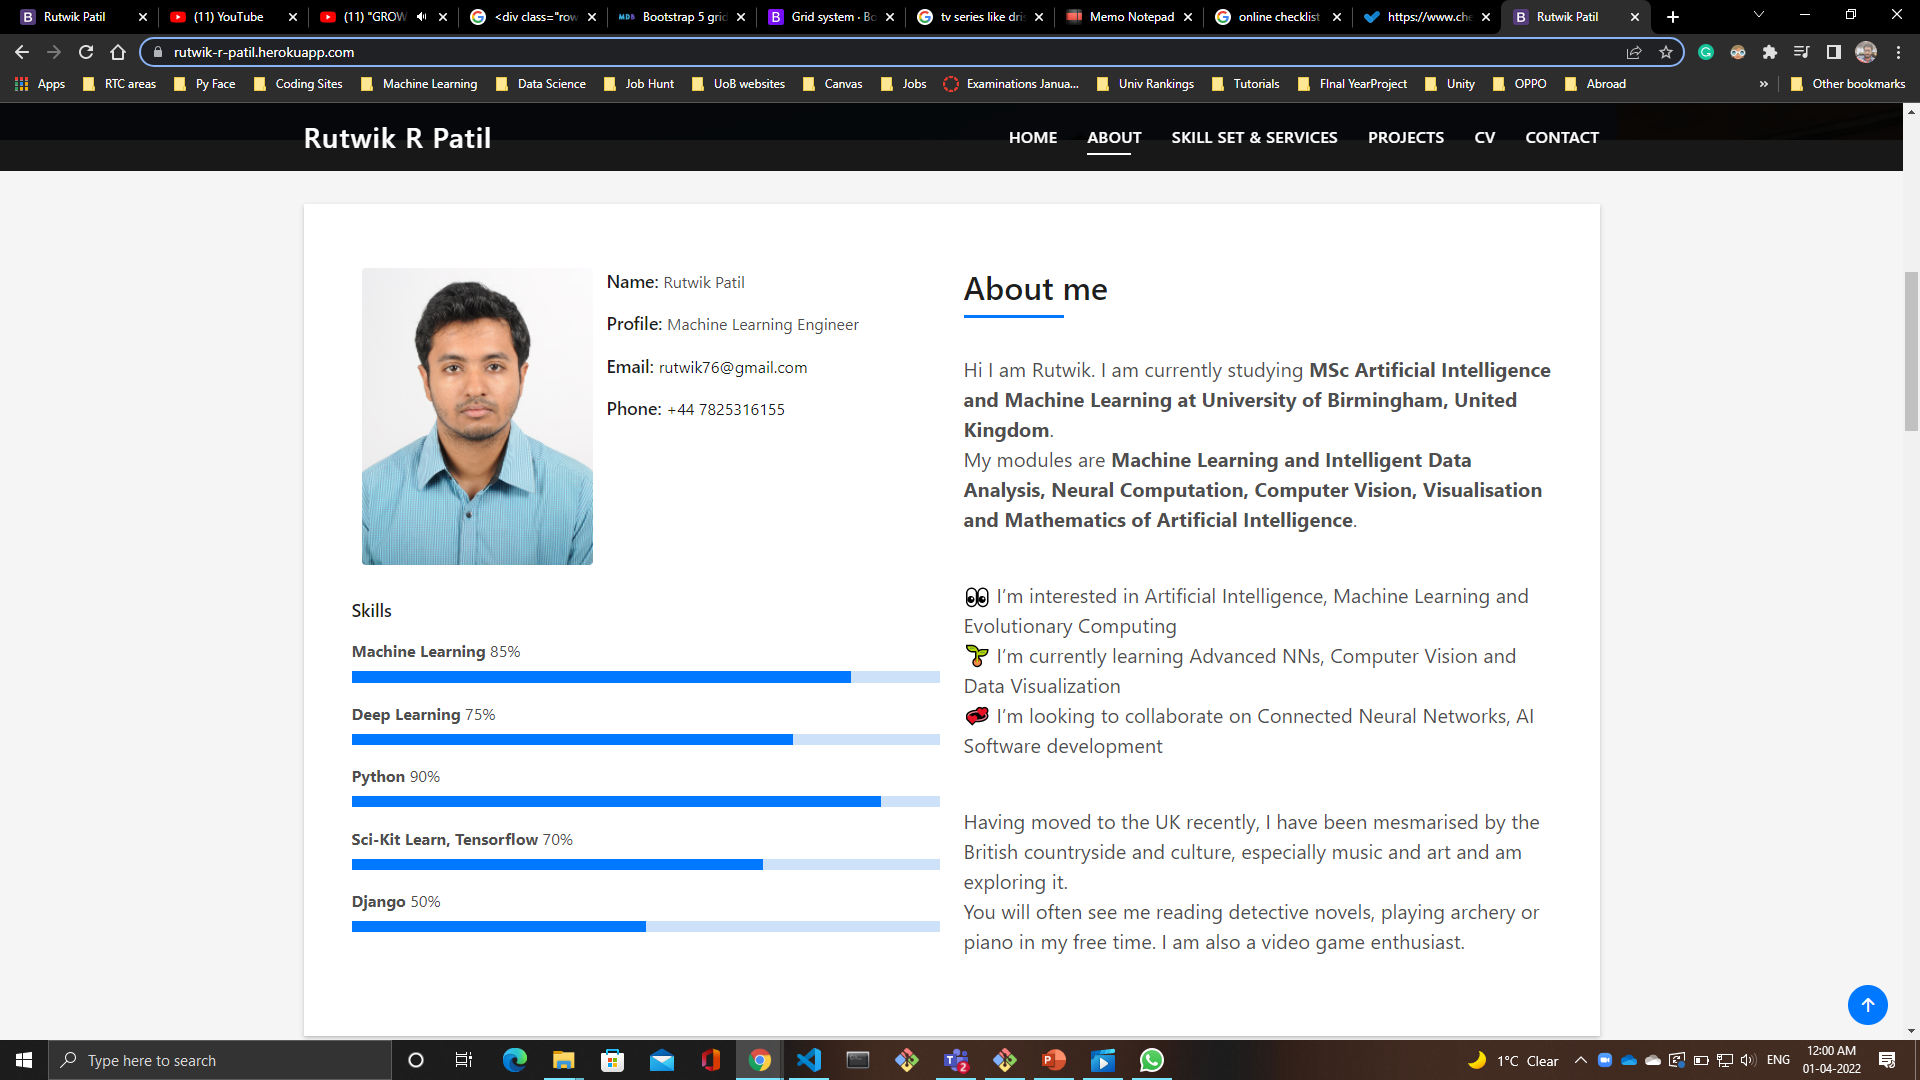 Rutwik Patil
(11) YouTube
(11) "GROW
<div class="row
Bootstrap 5 grid
Grid system · Bo
tv series like dris
Memo Notepad
online checklist
https://www.che
Rutwik Patil
rutwik-r-patil.herokuapp.com
Apps
RTC areas
Py Face
Coding Sites
Machine Learning
Data Science
Job Hunt
UoB websites
Canvas
Jobs
Examinations Janua...
Univ Rankings
Tutorials
FInal YearProject
Unity
OPPO
Abroad
»
Other bookmarks
Rutwik R Patil
HOME
ABOUT
SKILL SET & SERVICES
PROJECTS
CV
CONTACT
Name: Rutwik Patil
Profile: Machine Learning Engineer
Email: rutwik76@gmail.com
Phone: +44 7825316155
Skills
Machine Learning 85%
Deep Learning 75%
Python 90%
Sci-Kit Learn, Tensorflow 70%
Django 50%
About me
Hi I am Rutwik. I am currently studying MSc Artificial Intelligence
and Machine Learning at University of Birmingham, United
Kingdom.
My modules are Machine Learning and Intelligent Data
Analysis, Neural Computation, Computer Vision, Visualisation
and Mathematics of Artificial Intelligence.
👀 I'm interested in Artificial Intelligence, Machine Learning and
Evolutionary Computing
🌱 I'm currently learning Advanced NNs, Computer Vision and
Data Visualization
💞 I'm looking to collaborate on Connected Neural Networks, AI
Software development
Having moved to the UK recently, I have been mesmarised by the
British countryside and culture, especially music and art and am
exploring it.
You will often see me reading detective novels, playing archery or
piano in my free time. I am also a video game enthusiast.
Type here to search
2
1°C Clear
ENG
12:00 AM
01-04-2022